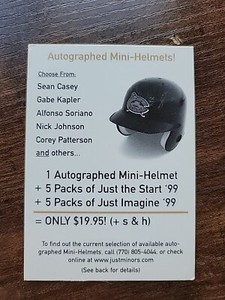 Autographed Mini-Helmets!
Choose From:
Sean Casey
Gabe Kapler
Alfonso Soriano
Nick Johnson
Corey Patterson
and others...
1 Autographed Mini-Helmet
+ 5 Packs of Just the Start '99
+ 5 Packs of Just Imagine '99
= ONLY $19.95! (+ s & h)
To find out the current selection of available auto-
graphed Mini-Helmets. call (770) 805-4044, or check
online at www.justminors.com
(See back for details)